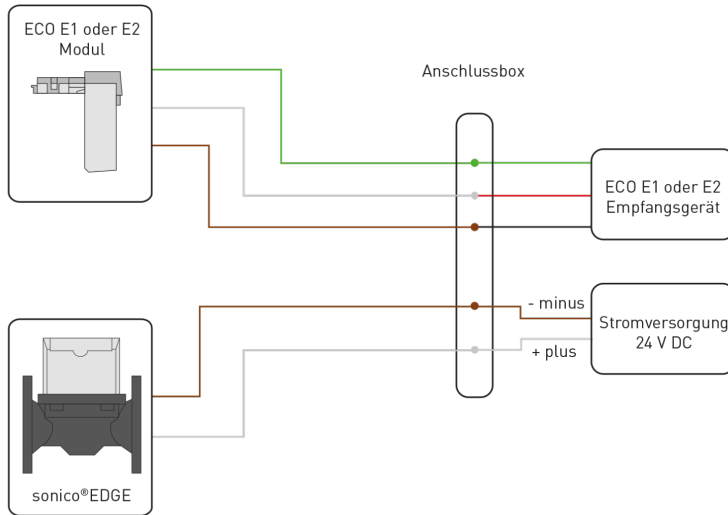 ECO E1 oder E2
Modul
Anschlussbox
ECO E1 oder E2
Empfangsgerät
- minus
+ plus
Stromversorgung
24 V DC
sonico®EDGE